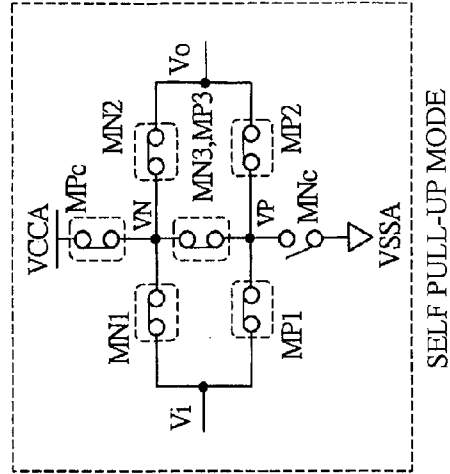 VCCA
MPc
MN1
VN
MN2
Vi
MN3,MP3
Vo
MP1
VP
MP2
MNc
VSSA
SELF PULL-UP MODE